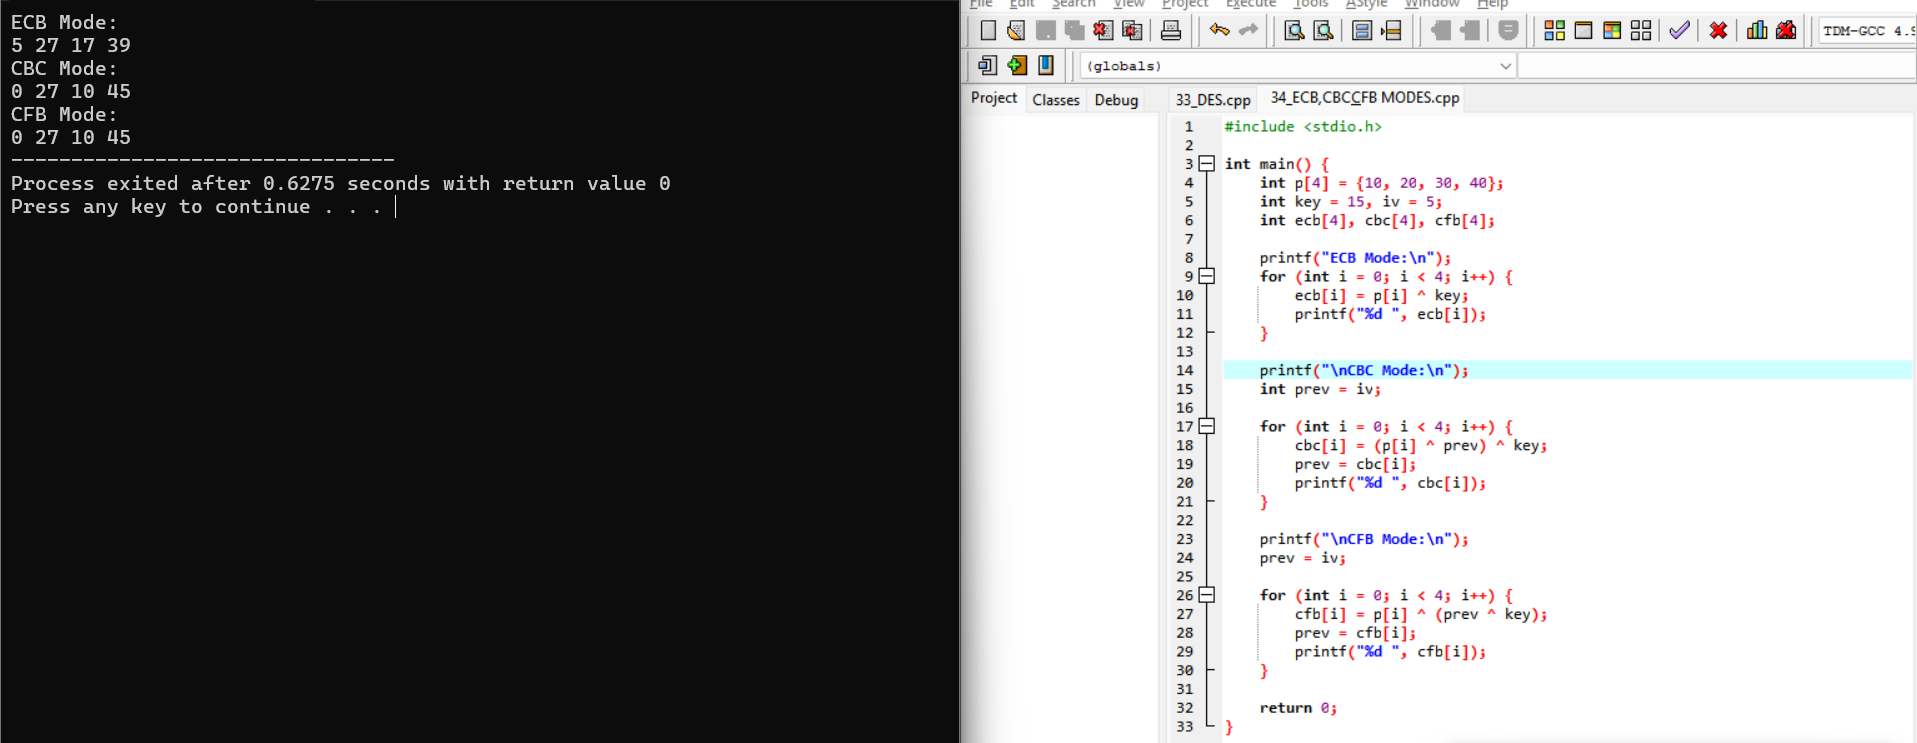 ECB Mode:
5 27 17 39
CBC Mode:
0 27 10 45
CFB Mode:
0 27 10 45
--------------------------------
Process exited after 0.6275 seconds with return value 0
Press any key to continue . . .
File Edit Search View Project Execute Tools AStyle Window Help
TDM-GCC 4.9
(globals)
Project Classes Debug
33_DES.cpp 34_ECB,CBCCFB MODES.cpp
1 #include <stdio.h>
2
3 int main() {
4 int p[4] = {10, 20, 30, 40};
5 int key = 15, iv = 5;
6 int ecb[4], cbc[4], cfb[4];
7
8 printf("ECB Mode:\n");
9 for (int i = 0; i < 4; i++) {
10 ecb[i] = p[i] ^ key;
11 printf("%d ", ecb[i]);
12 }
13
14 printf("\nCBC Mode:\n");
15 int prev = iv;
16
17 for (int i = 0; i < 4; i++) {
18 cbc[i] = (p[i] ^ prev) ^ key;
19 prev = cbc[i];
20 printf("%d ", cbc[i]);
21 }
22
23 printf("\nCFB Mode:\n");
24 prev = iv;
25
26 for (int i = 0; i < 4; i++) {
27 cfb[i] = p[i] ^ (prev ^ key);
28 prev = cfb[i];
29 printf("%d ", cfb[i]);
30 }
31
32 return 0;
33 }